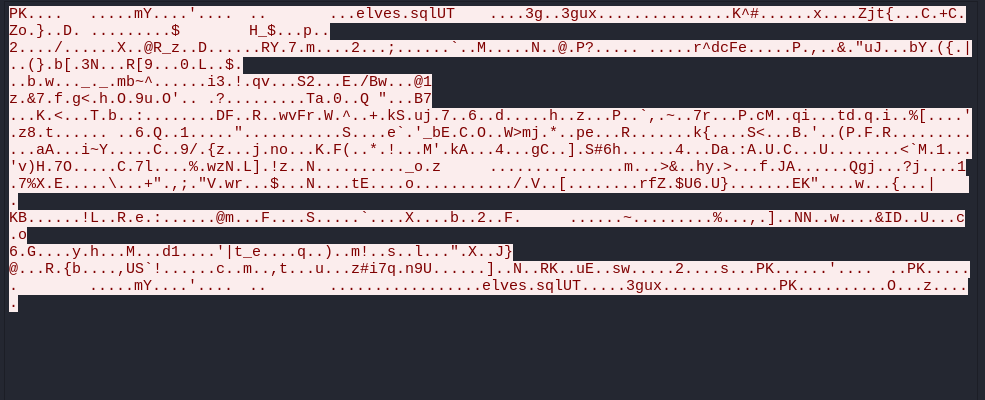 PK....   .....mY....'....  ..       ...elves.sqlUT    ....3g..3gux..............K^#......x....Zjt{...C.+C.
Zo.}..D. .........$       H_$...p..
2..../......X..@R_z..D......RY.7.m....2...;......`..M.....N..@.P?..... .....r^dcFe.....P.,..&."uJ...bY.({.|
..(}.b[.3N...R[9...0.L..$.
..b.w..._._.mb~^......i3.!.qv...S2...E./Bw...@1
z.&7.f.g<.h.O.9u.O'.. .?.........Ta.0..Q "...B7
...K.<...T.b..:........DF..R..wvFr.W.^..+.kS.uj.7..6..d.....h..z...P..`,.~..7r...P.cM..qi...td.q.i..%[....'
.z8.t.........6.Q..1....."...........S....e`.'_bE.C.O..W>mj.*..pe...R.......k{....S<...B.'..(P.F.R.........
...aA...i~Y.....C..9/.{z...j.no...K.F(..*.!...M'.kA...4...gC..].S#6h......4...Da.:A.U.C...U........<`M.1...
'v)H.7O.....C.7l....%.wzN.L].!z..N.........._o.z     ...............m...>&..hy.>...f.JA......Qgj...?j....1
.7%X.E.....\...+".,;."V.wr...$...N....tE....o.........../.V..[........rfZ.$U6.U}.......EK"....w...{...|
.
KB......!L..R.e.:......@m...F....S.....`....X....b..2..F.     ......~.........%...,.]..NN..w....&ID..U...c
.o
6.G....y.h...M...d1....'|t_e....q..)..m!..s..l...".X..J}
@...R.{b....,US`!......c..m..,t...u...z#i7q.n9U......]..N..RK..uE..sw.....2....s...PK......'....  ..PK.....
.       .....mY....'....  ..       .................elves.sqlUT.....3gux.............PK..........O...z....
.